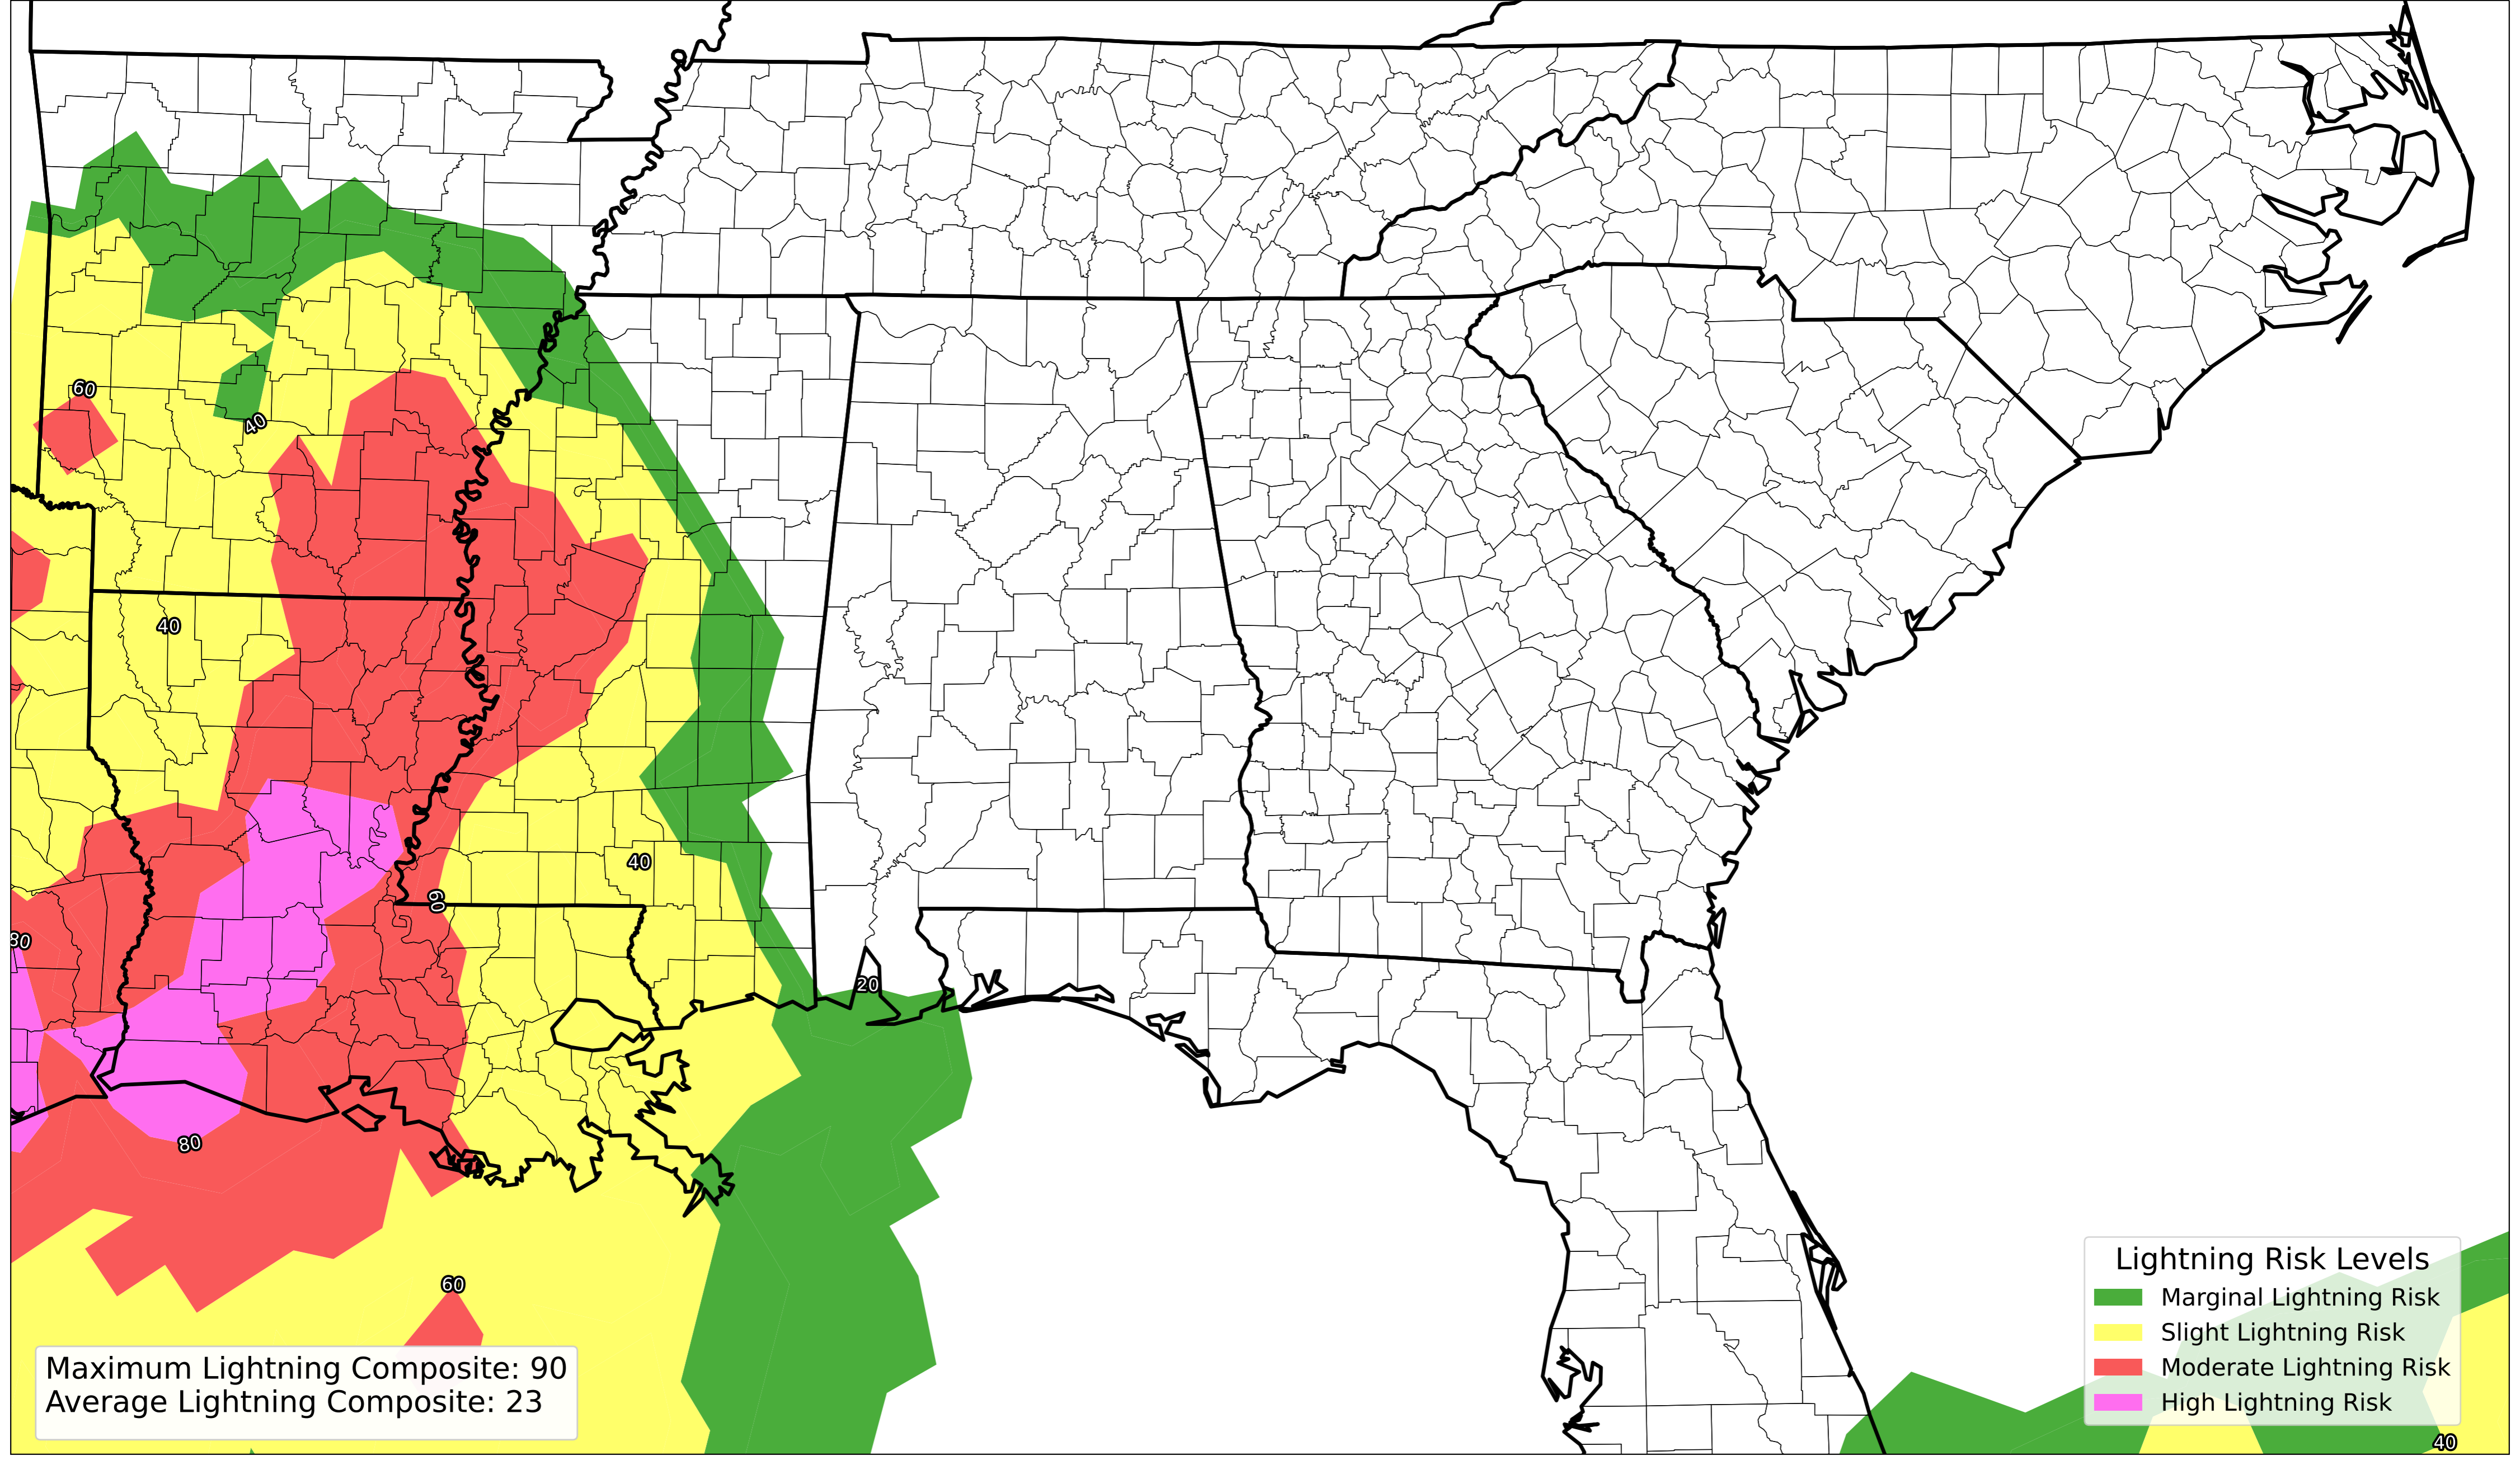 60
40
40
40
60
80
20
80
60
Lightning Risk Levels
Marginal Lightning Risk
Slight Lightning Risk
Moderate Lightning Risk
High Lightning Risk
Maximum Lightning Composite: 90
Average Lightning Composite: 23
40